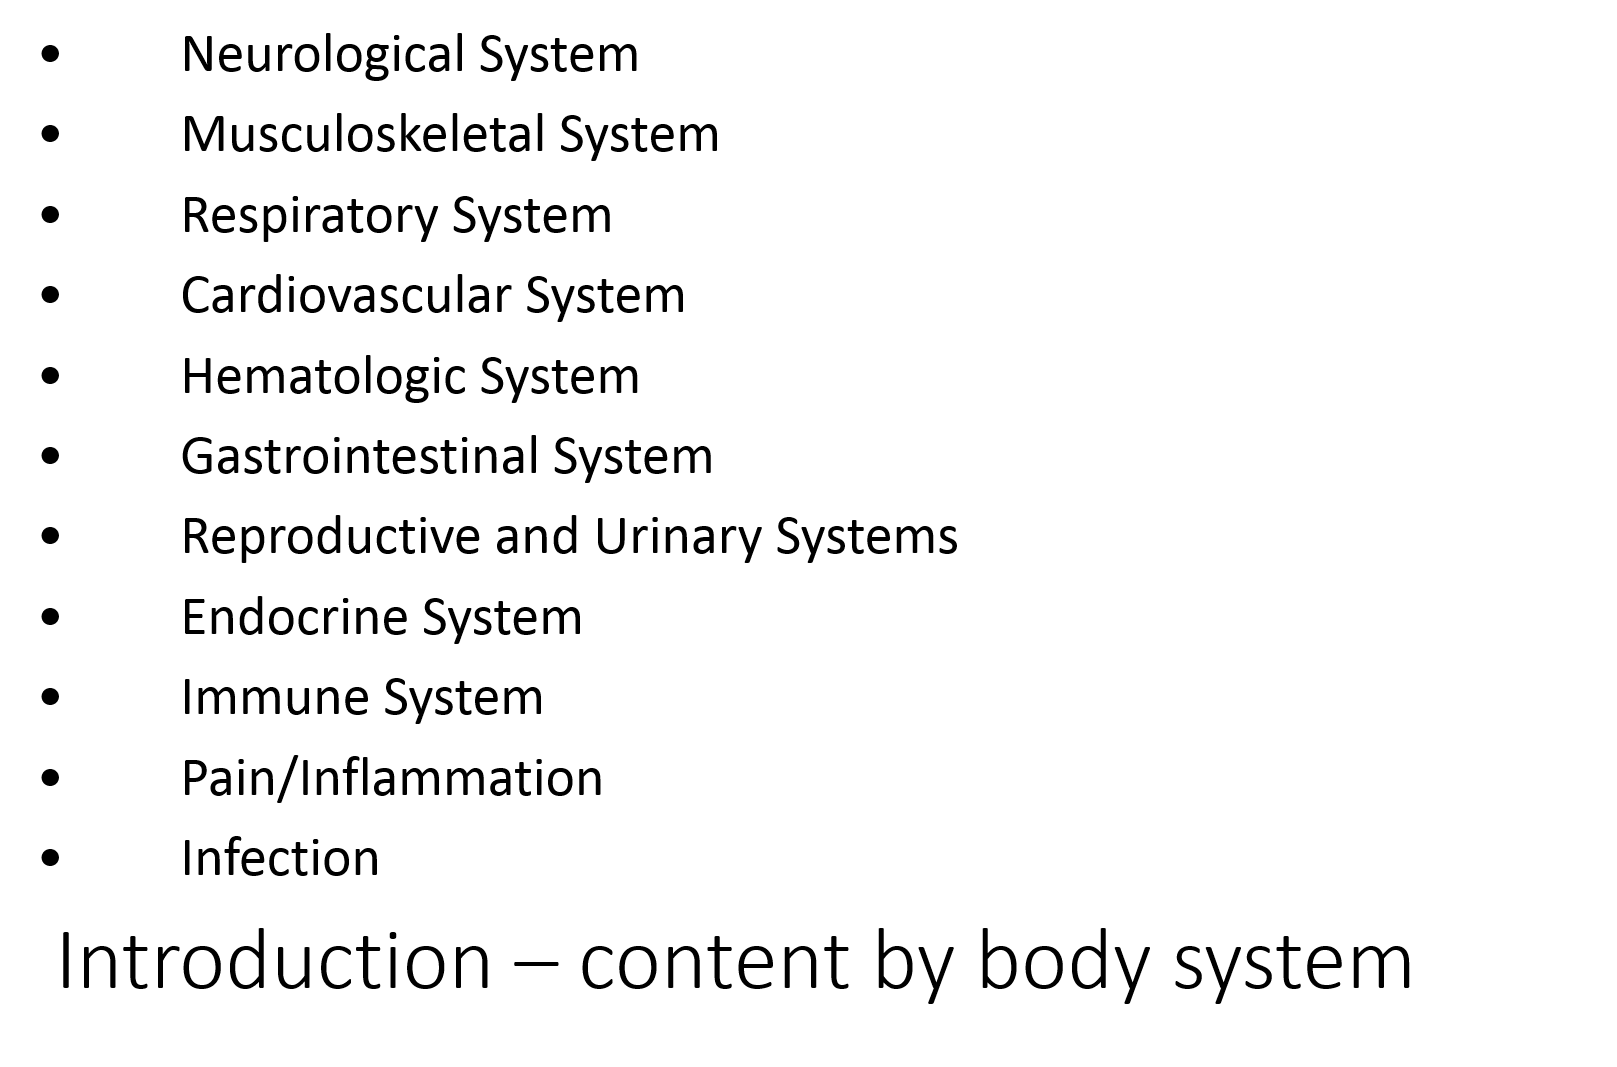 • Neurological System
• Musculoskeletal System
• Respiratory System
• Cardiovascular System
• Hematologic System
• Gastrointestinal System
• Reproductive and Urinary Systems
• Endocrine System
• Immune System
• Pain/Inflammation
• Infection
Introduction – content by body system